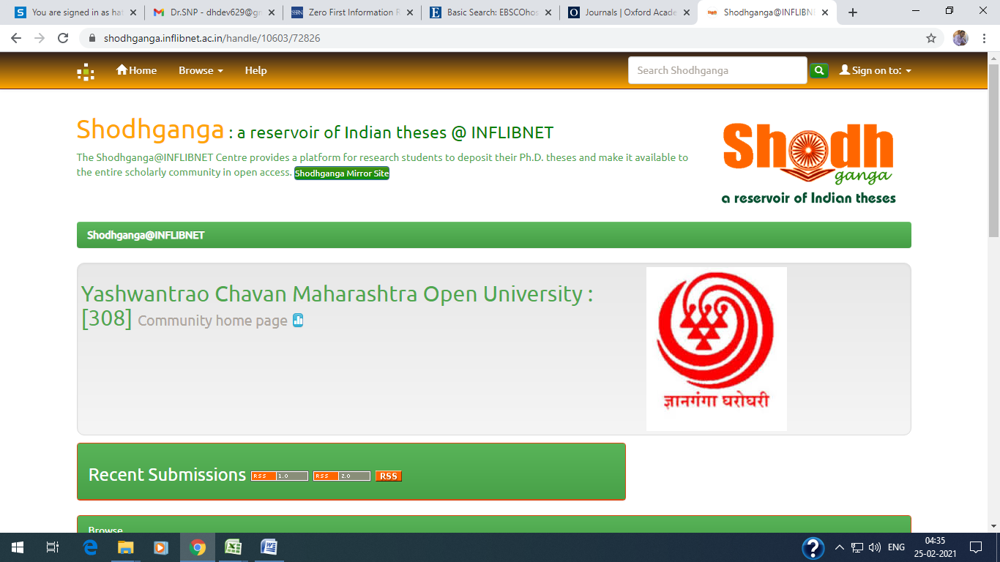 You are signed in as hat
Dr.SNP - dhdev629@gm
Zero First Information R
Basic Search: EBSCOhos
Journals | Oxford Acade
Shodhganga@INFLIBNE
shodhganga.inflibnet.ac.in/handle/10603/72826
Home Browse Help
Search Shodhganga
Sign on to:
Shodhganga : a reservoir of Indian theses @ INFLIBNET
The Shodhganga@INFLIBNET Centre provides a platform for research students to deposit their Ph.D. theses and make it available to
the entire scholarly community in open access. Shodhganga Mirror Site
Shodh
ganga
a reservoir of Indian theses
Shodhganga@INFLIBNET
Yashwantrao Chavan Maharashtra Open University :
[308] Community home page
ज्ञानगंगा घरोघरी
Recent Submissions RSS 1.0 RSS 2.0 RSS
Browse
ENG
04:35
25-02-2021